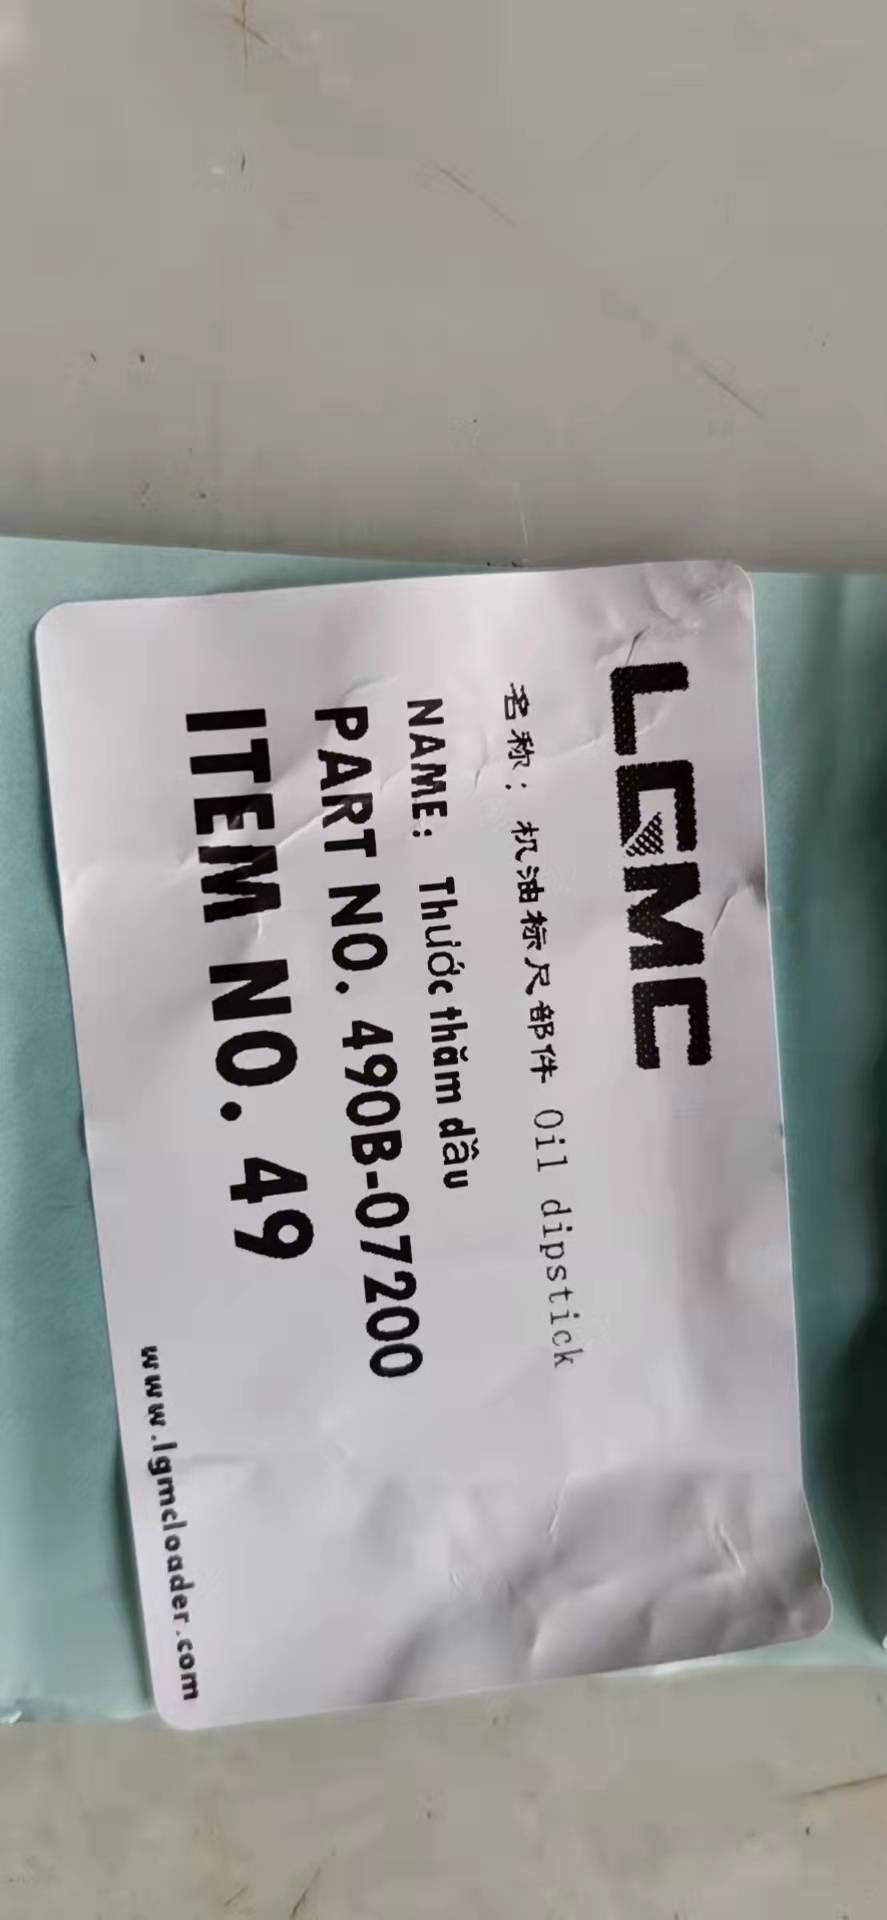 LGMC
名称：机油标尺部件 Oil dipstick
NAME: Thước thăm dầu
PART NO. 490B-07200
ITEM NO. 49
www.lgmcloader.com